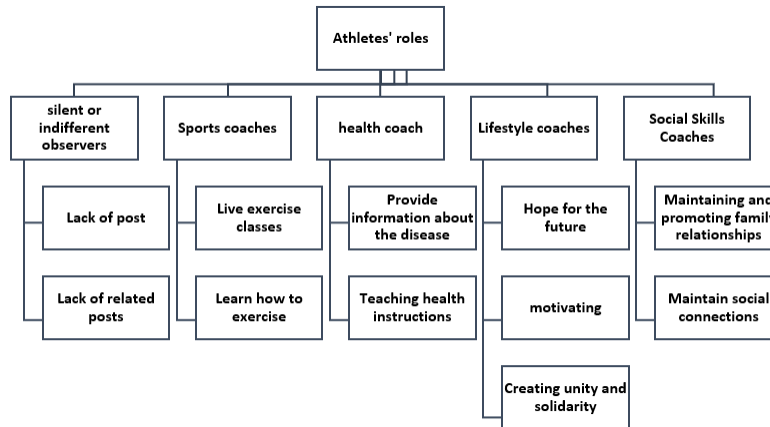 Athletes' roles
silent or
indifferent
observers
Sports coaches
health coach
Lifestyle coaches
Social Skills
Coaches
Lack of post
Live exercise
classes
Provide
information about
the disease
Hope for the
future
Maintaining and
promoting family
relationships
Lack of related
posts
Learn how to
exercise
Teaching health
instructions
motivating
Maintain social
connections
Creating unity and
solidarity